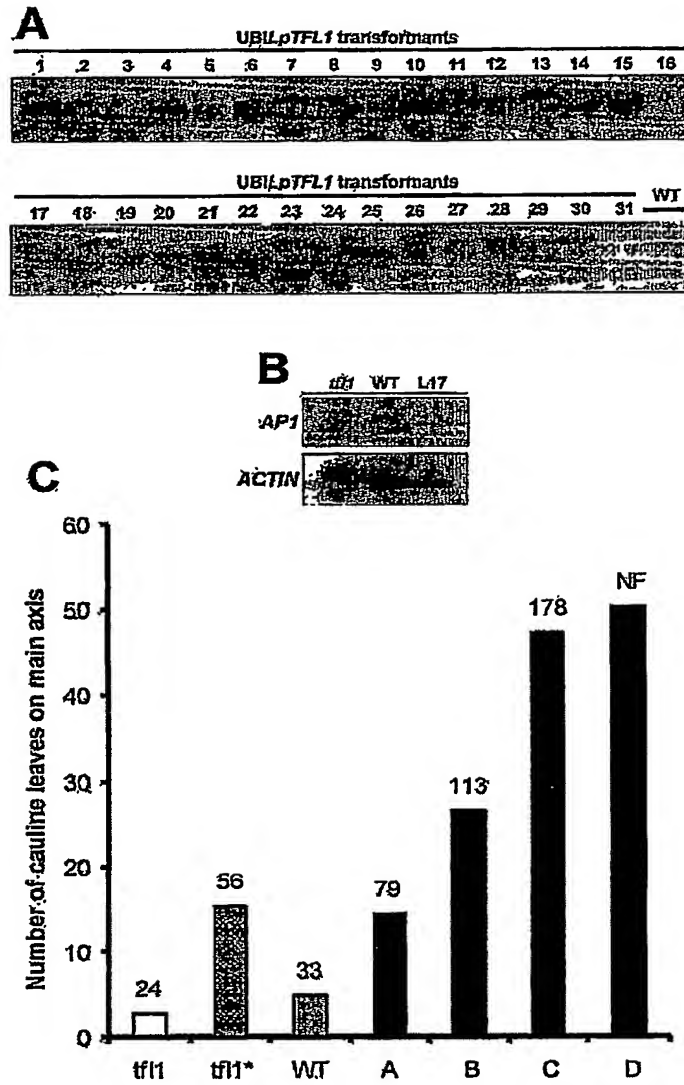 A
UBI:LpTFL1 transformants
1 2 3 4 5 6 7 8 9 10 11 12 13 14 15 16
UBI:LpTFL1 transformants
WT
17 18 19 20 21 22 23 24 25 26 27 28 29 30 31
B
tfl1 WT L17
AP1
ACTIN
C
Number of cauline leaves on main axis
60
50
40
30
20
10
0
24
56
33
79
113
178
NF
tfl1 tfl1* WT A B C D